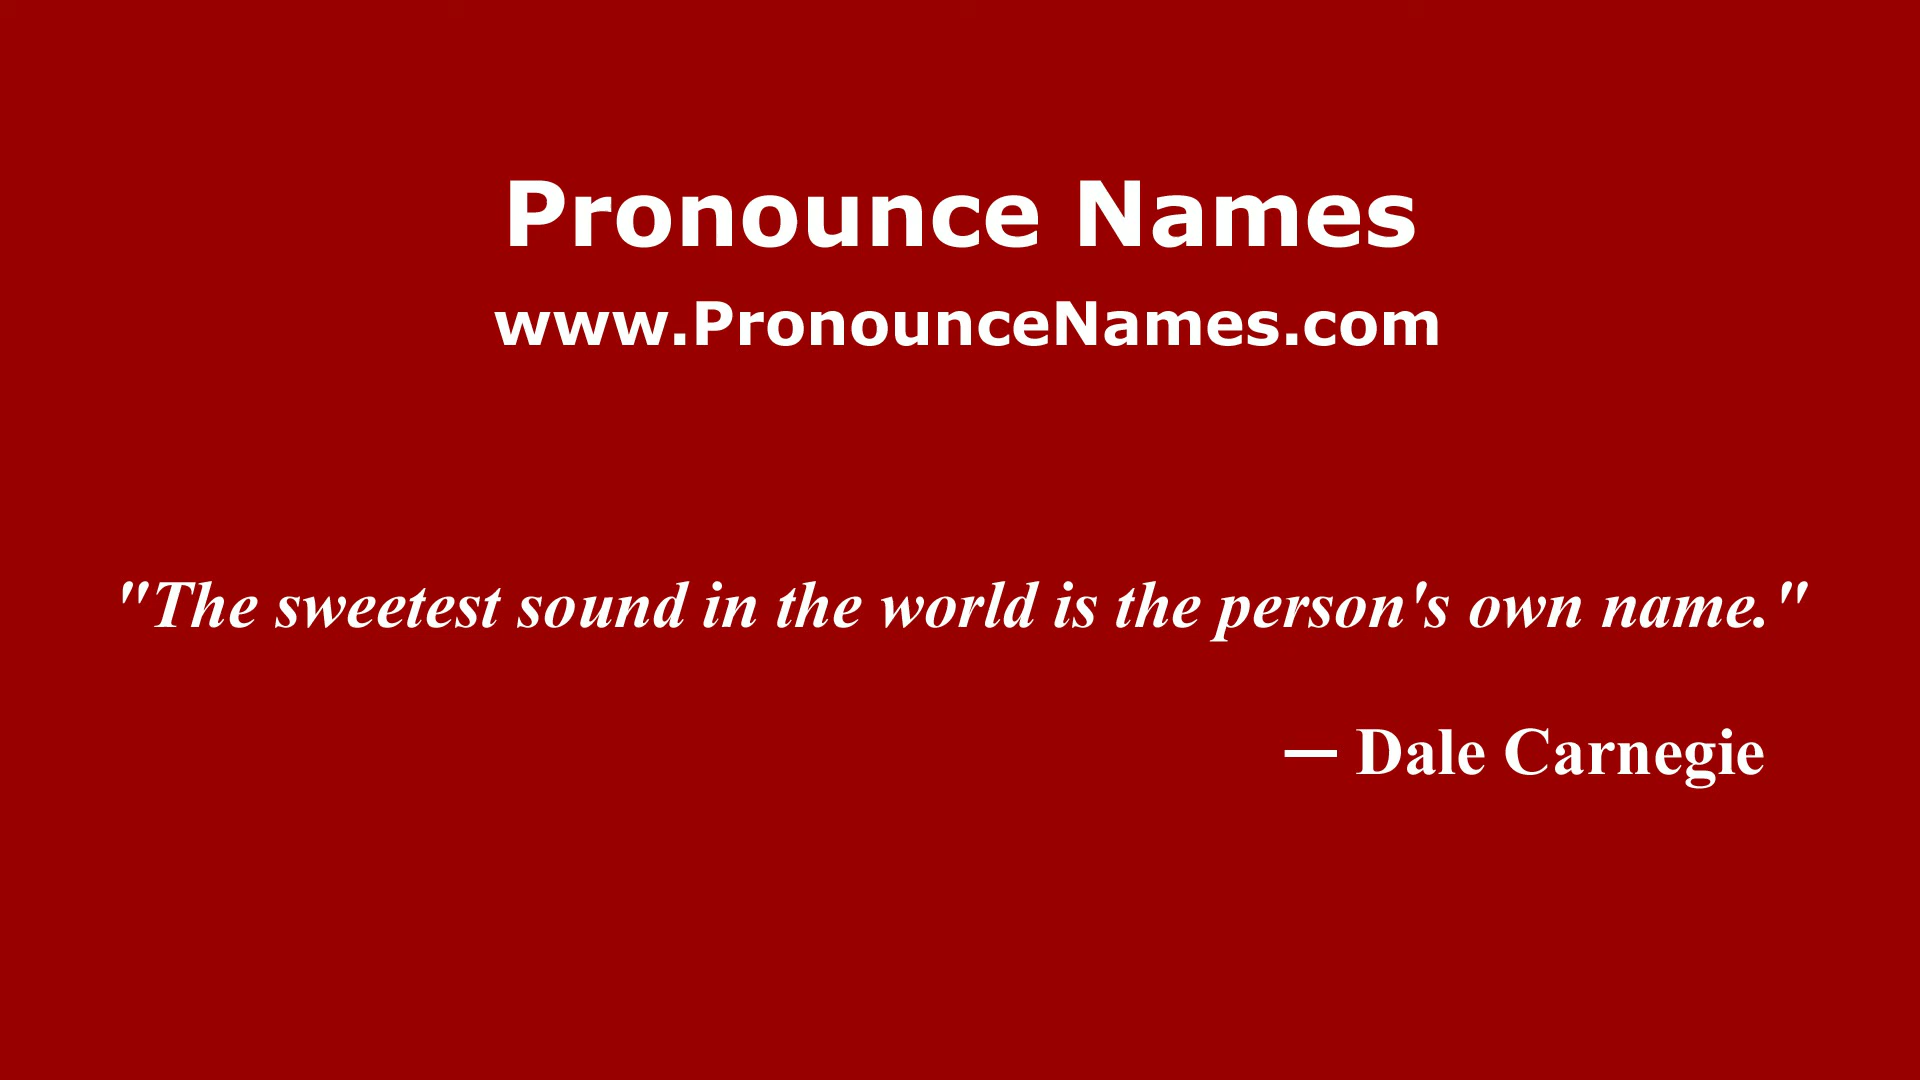 Pronounce Names
www.PronounceNames.com
"The sweetest sound in the world is the person's own name."
— Dale Carnegie